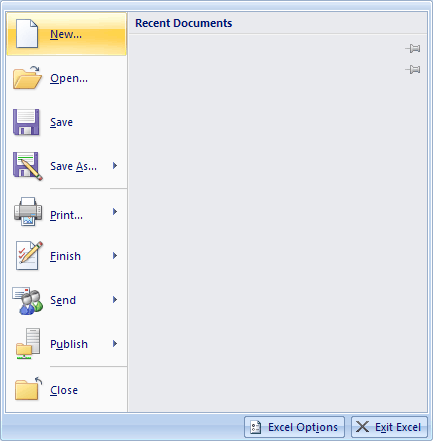 Recent Documents
New...
Open...
Save
Save As...
Print...
Finish
Send
Publish
Close
Excel Options
Exit Excel